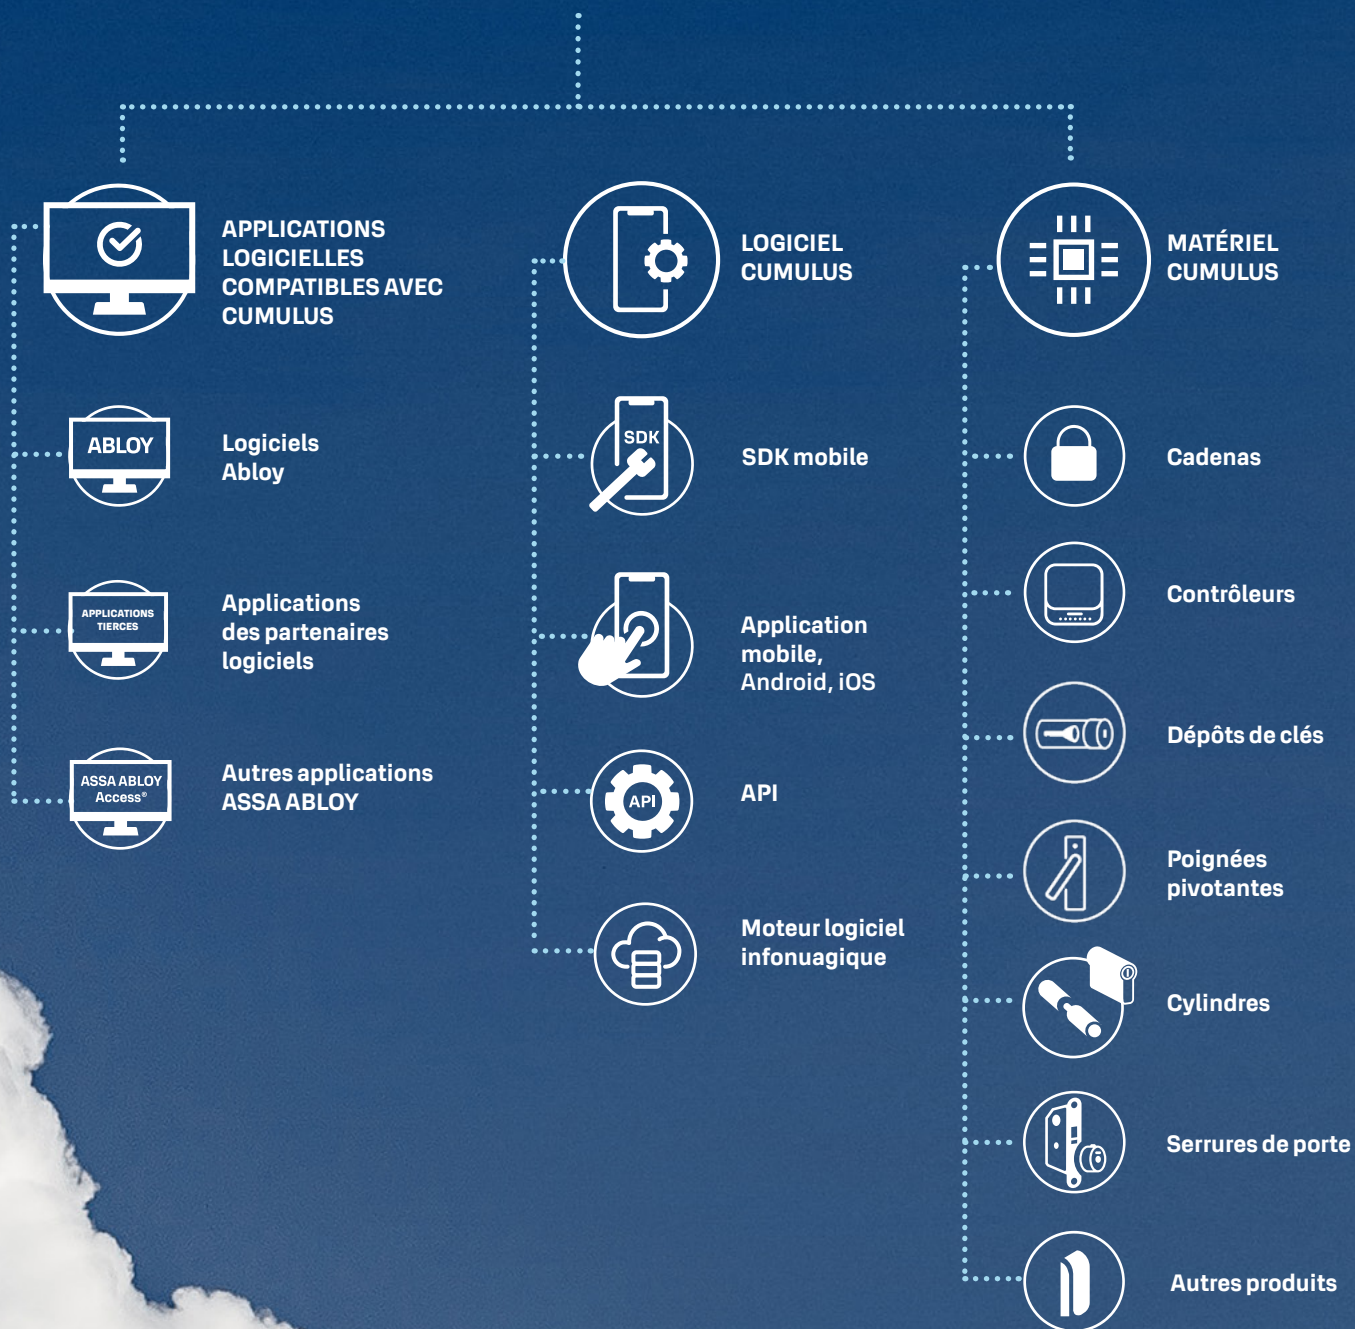 APPLICATIONS
LOGICIELLES
COMPATIBLES AVEC
CUMULUS
ABLOY
Logiciels
Abloy
APPLICATIONS
TIERCES
Applications
des partenaires
logiciels
ASSA ABLOY
Access®
Autres applications
ASSA ABLOY
LOGICIEL
CUMULUS
SDK
SDK mobile
Application
mobile,
Android, iOS
API
API
Moteur logiciel
infonuagique
MATÉRIEL
CUMULUS
Cadenas
Contrôleurs
Dépôts de clés
Poignées
pivotantes
Cylindres
Serrures de porte
Autres produits